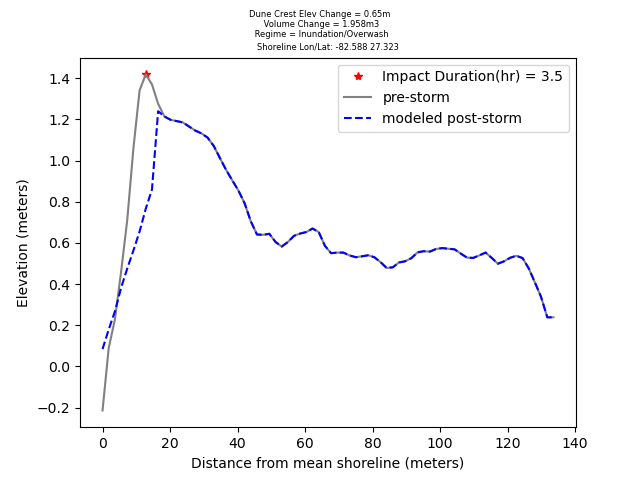 Dune Crest Elev Change = 0.65m
Volume Change = 1.958m3
Regime = Inundation/Overwash
Shoreline Lon/Lat: -82.588 27.323
Impact Duration(hr) = 3.5
pre-storm
modeled post-storm
Elevation (meters)
1.4
1.2
1.0
0.8
0.6
0.4
0.2
0.0
−0.2
0 20 40 60 80 100 120 140
Distance from mean shoreline (meters)